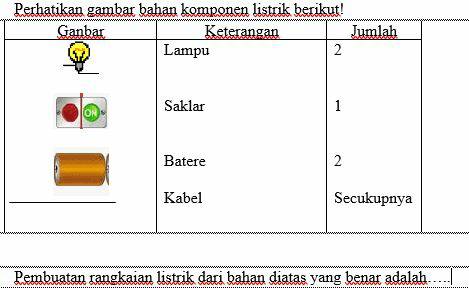 Perhatikan gambar bahan komponen listrik berikut!
Ganbar Keterangan Jumlah
Lampu 2
ON Saklar 1
Batere 2
Kabel Secukupnya
Pembuatan rangkaian listrik dari bahan diatas yang benar adalah…..